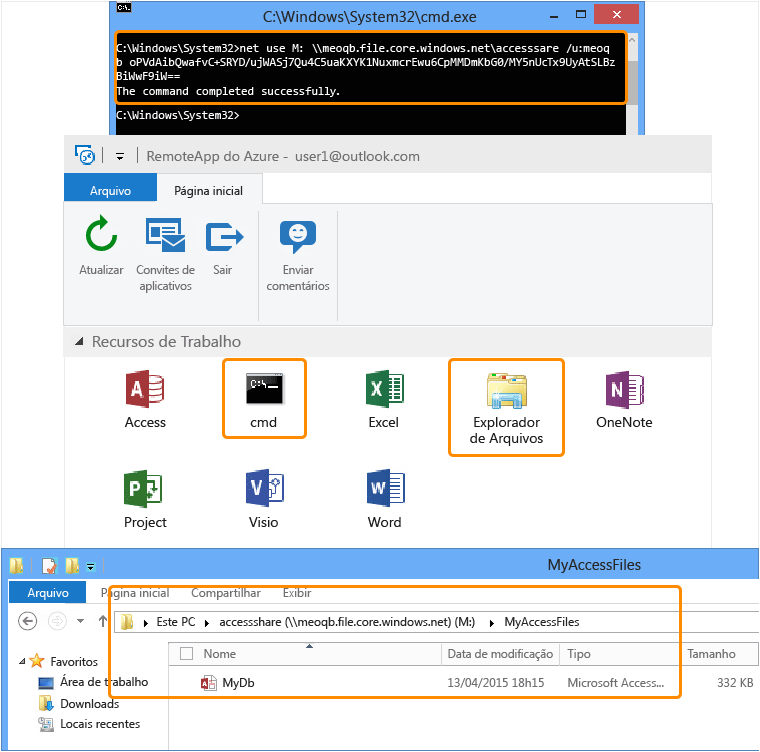 C:\Windows\System32\cmd.exe
C:\Windows\System32>net use M: \\meoqb.file.core.windows.net\accesssare /u:meoq
b oPVdAibQwafvC+SRYD/ujWASj7Qu4C5uaKXYK1NuxmcrEwu6CpMMDmKbG0/MY5nUcTx9UyAtSLBz
BiWwF9iW==
The command completed successfully.
C:\Windows\System32>
RemoteApp do Azure - user1@outlook.com
Arquivo Página inicial
Atualizar Convites de aplicativos Sair Enviar comentários
Recursos de Trabalho
Access cmd Excel Explorador de Arquivos OneNote
Project Visio Word
MyAccessFiles
Arquivo Página inicial Compartilhar Exibir
Este PC accessshare (\\meoqb.file.core.windows.net) (M:) MyAccessFiles
Nome Data de modificação Tipo Tamanho
Favoritos
Área de trabalho MyDb 13/04/2015 18h15 Microsoft Access... 332 KB
Downloads
Locais recentes